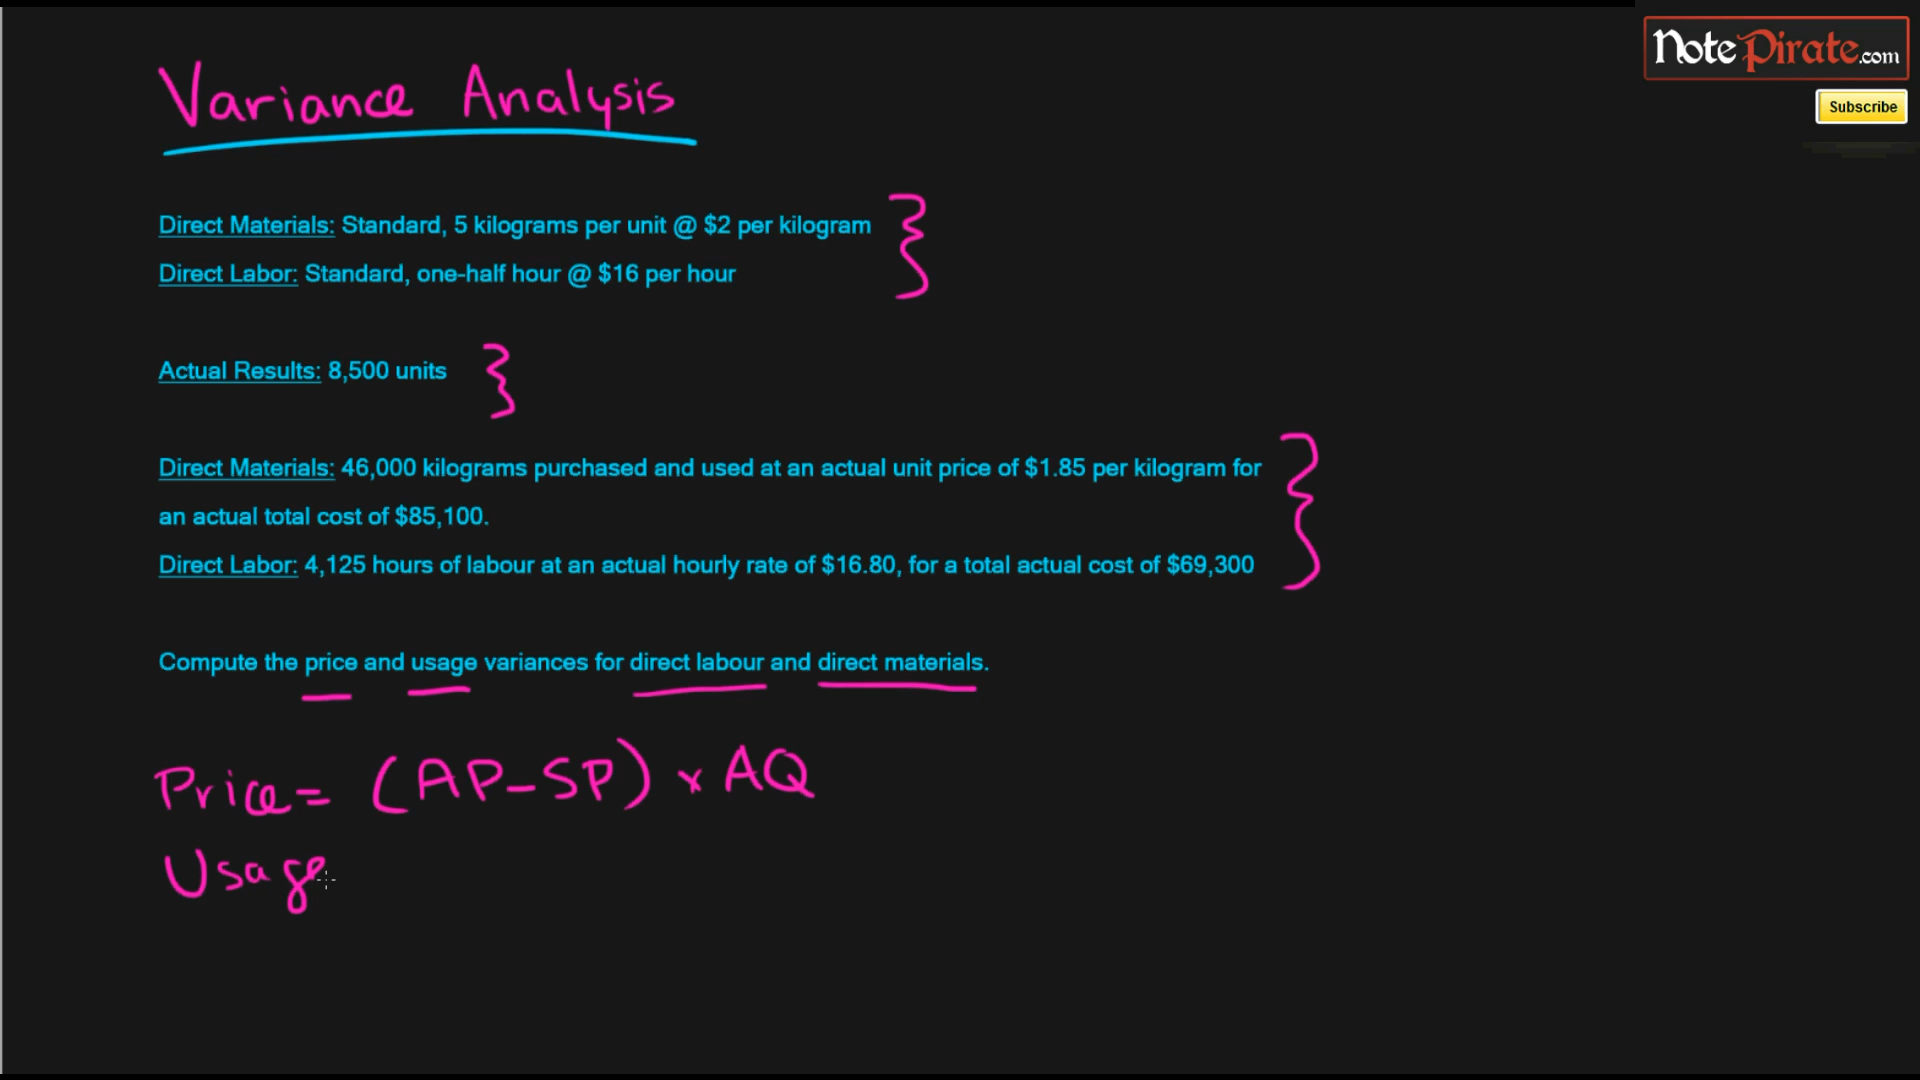 NotePirate.com
Subscribe
Variance Analysis
Direct Materials: Standard, 5 kilograms per unit @ $2 per kilogram
Direct Labor: Standard, one-half hour @ $16 per hour
Actual Results: 8,500 units
Direct Materials: 46,000 kilograms purchased and used at an actual unit price of $1.85 per kilogram for
an actual total cost of $85,100.
Direct Labor: 4,125 hours of labour at an actual hourly rate of $16.80, for a total actual cost of $69,300
Compute the price and usage variances for direct labour and direct materials.
Price= (AP-SP) x AQ
Usage